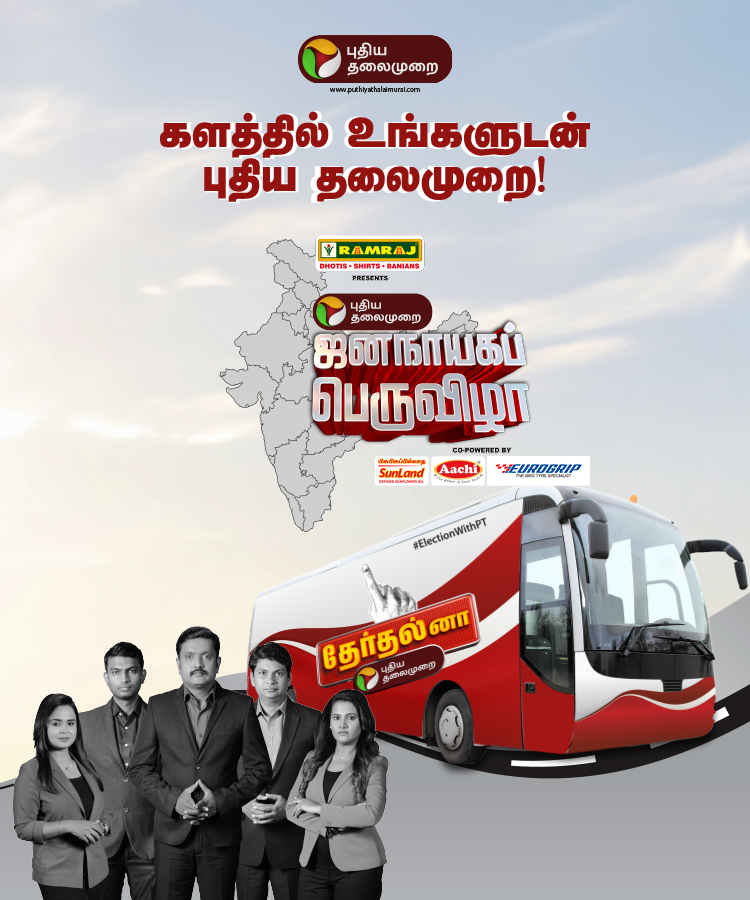 புதிய
தலைமுறை
www.puthiyathalaimurai.com
களத்தில் உங்களுடன்
புதிய தலைமுறை!
RAMRAJ
DHOTIS • SHIRTS • BANIANS
PRESENTS
புதிய
தலைமுறை
ஜனநாயகப்
பெருவிழா
CO-POWERED BY
SunLand
REFINED SUNFLOWER OIL
Aachi
EUROGRIP
THE BIKE TYRE SPECIALIST
#ElectionWithPT
தேர்தல்னா
புதிய
தலைமுறை